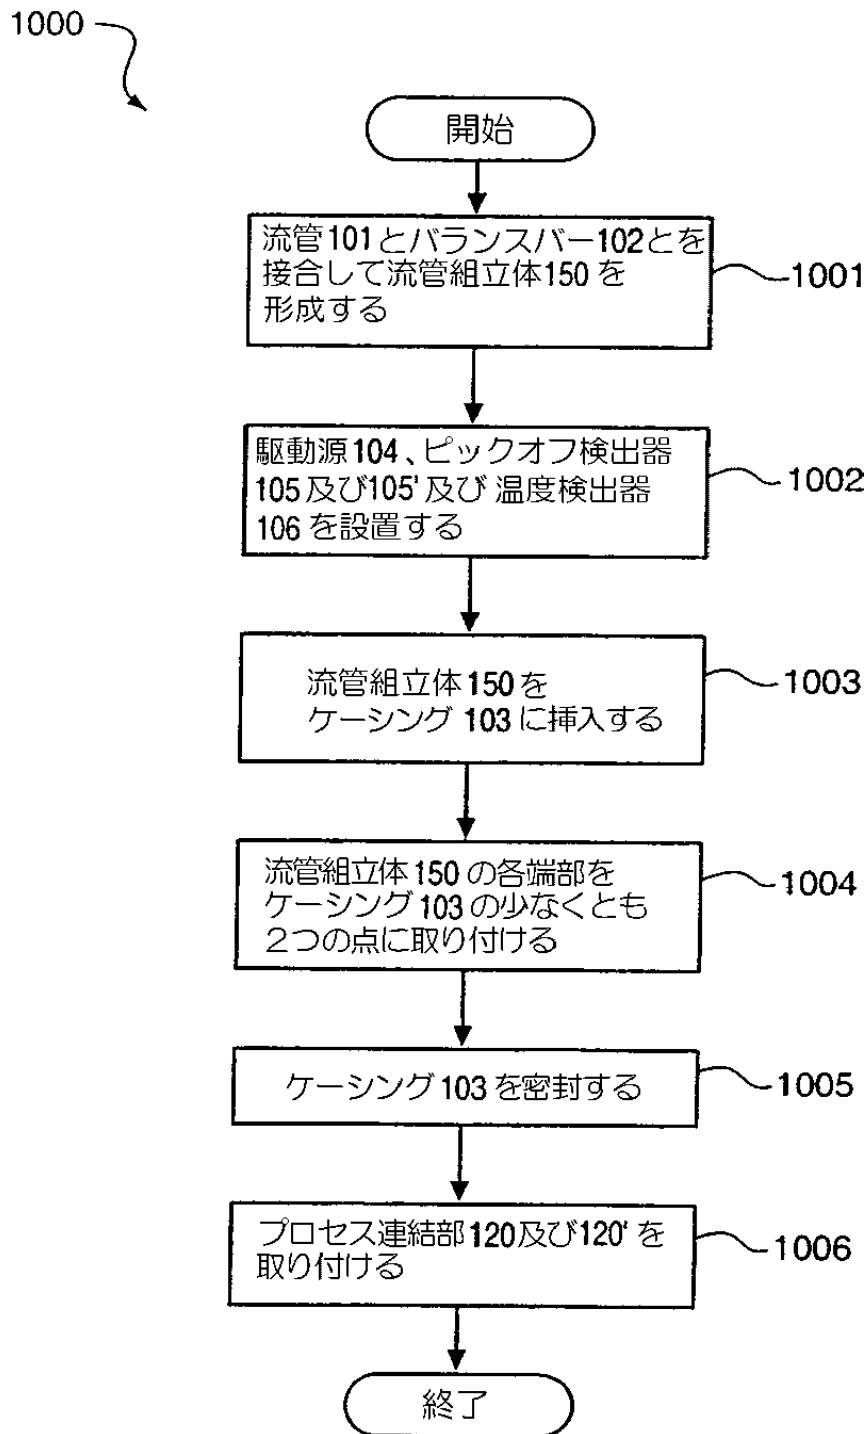 1000
開始
流管101とバランスバー102とを
接合して流管組立体150を
形成する
1001
駆動源104、ピックオフ検出器
105及び105'及び 温度検出器
106を設置する
1002
流管組立体150を
ケーシング103に挿入する
1003
流管組立体150の各端部を
ケーシング103の少なくとも
2つの点に取り付ける
1004
ケーシング103を密封する
1005
プロセス連結部120及び120'を
取り付ける
1006
終了